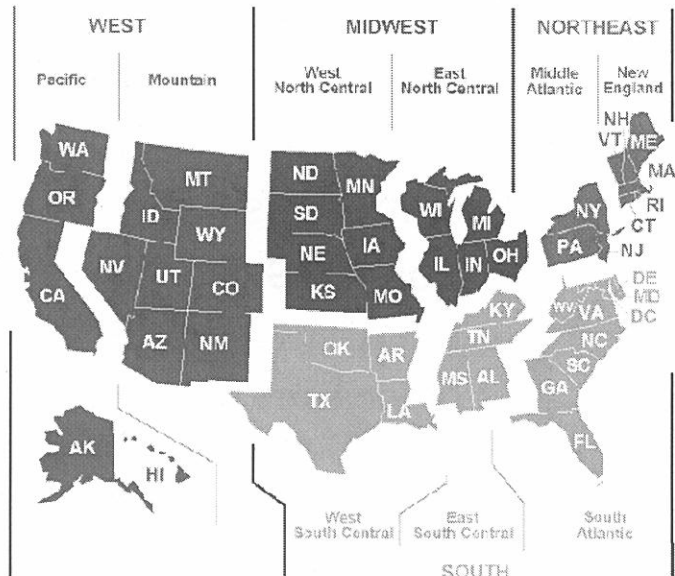 WEST MIDWEST NORTHEAST
Pacific Mountain West North Central East North Central Middle Atlantic New England
NH
VT ME
WA MT ND MN MA
OR ID SD WI MI NY RI
WY CT
NE IA PA NJ
NV UT CO IL IN OH
CA KS MO DE
KY WV VA MD
DC
AZ NM OK AR TN NC
SC
TX MS AL GA
LA
FL
AK HI
West South Central East South Central South Atlantic
SOUTH